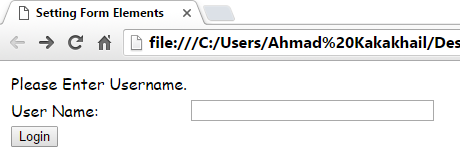 Setting Form Elements
file:///C:/Users/Ahmad%20Kakakhail/Des
Please Enter Username.
User Name:
Login